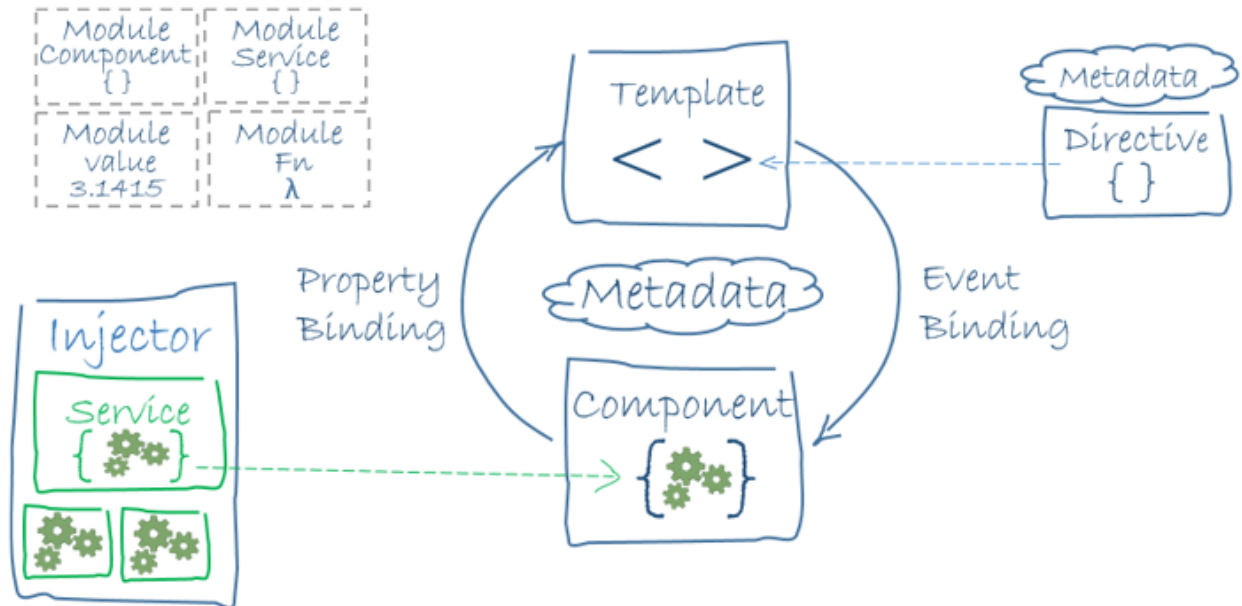 Module
Component
{ }
Module
Service
{ }
Module
value
3.1415
Module
Fn
λ
Template
< >
Metadata
Directive
{ }
Property
Binding
Metadata
Event
Binding
Injector
Service
{ }
Component
{ }